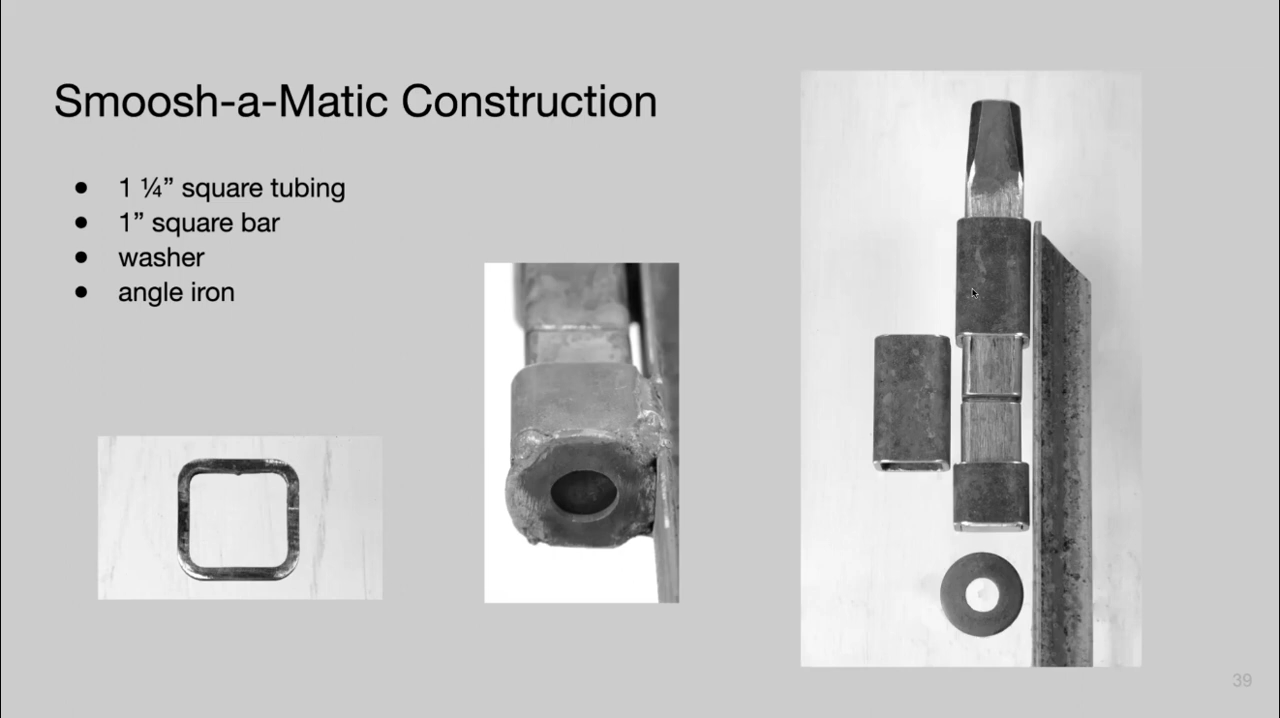 Smoosh-a-Matic Construction
● 1 ¼” square tubing
● 1” square bar
● washer
● angle iron
39